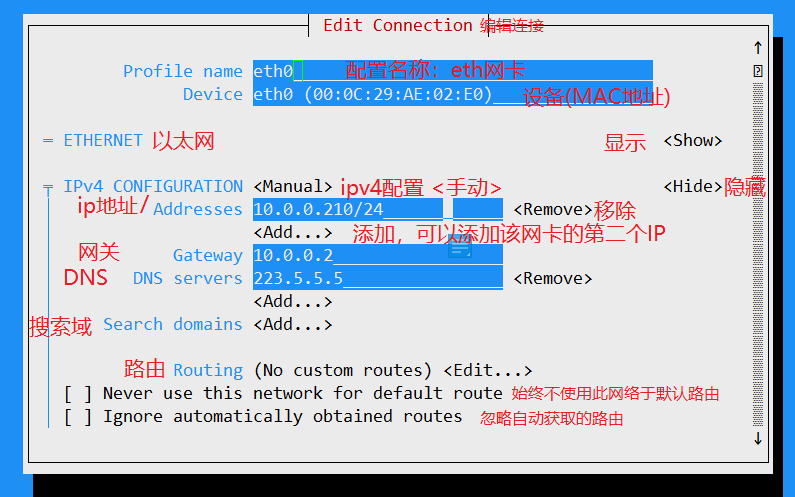 Edit Connection 编辑连接
Profile name eth0 配置名称：eth网卡
Device eth0 (00:0C:29:AE:02:E0) 设备(MAC地址)
═ ETHERNET 以太网 显示 <Show>
╤ IPv4 CONFIGURATION <Manual> ipv4配置 <手动> <Hide> 隐藏
ip地址/ Addresses 10.0.0.210/24 <Remove> 移除
<Add...> 添加，可以添加该网卡的第二个IP
网关 Gateway 10.0.0.2
DNS DNS servers 223.5.5.5 <Remove>
<Add...>
搜索域 Search domains <Add...>
路由 Routing (No custom routes) <Edit...>
[ ] Never use this network for default route 始终不使用此网络于默认路由
[ ] Ignore automatically obtained routes 忽略自动获取的路由